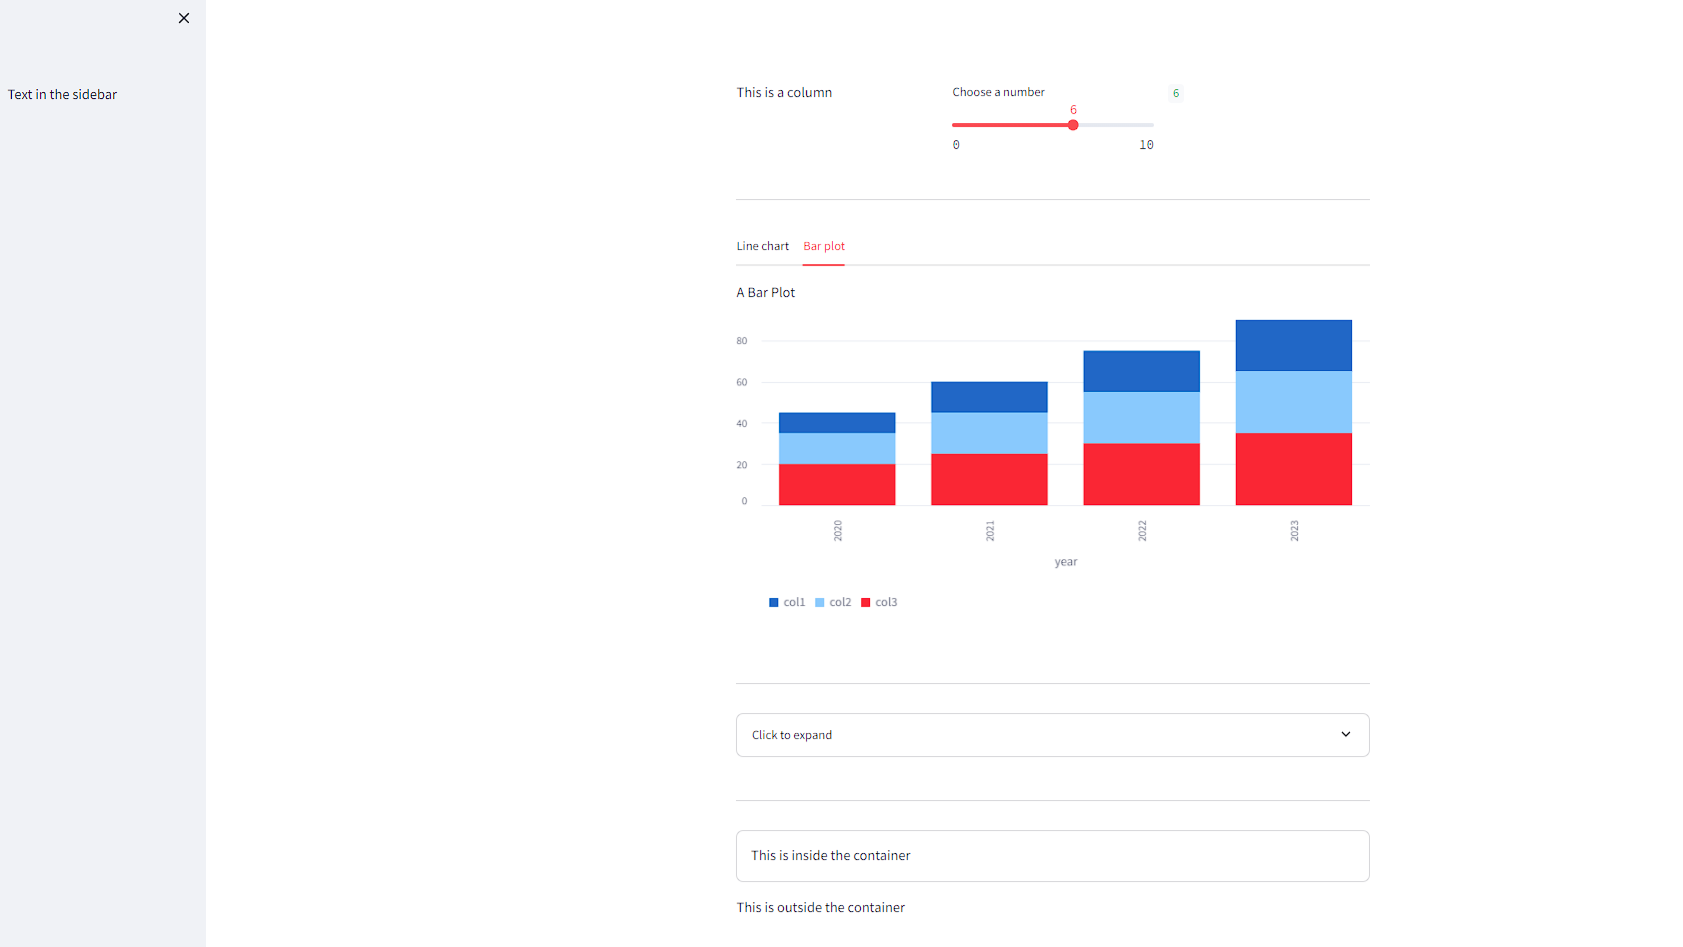 Text in the sidebar
This is a column
Choose a number
6
6
0 10
Line chart Bar plot
A Bar Plot
80
60
40
20
0
2020 2021 2022 2023
year
col1 col2 col3
Click to expand
This is inside the container
This is outside the container